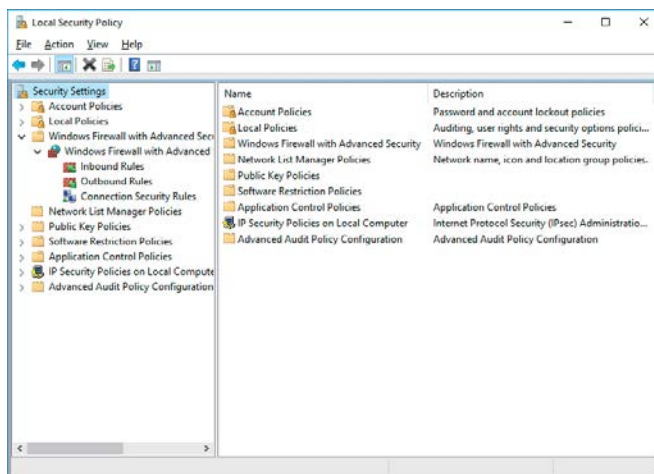 Local Security Policy
File Action View Help
Security Settings
Account Policies
Local Policies
Windows Firewall with Advanced Secu
Windows Firewall with Advanced
Inbound Rules
Outbound Rules
Connection Security Rules
Network List Manager Policies
Public Key Policies
Software Restriction Policies
Application Control Policies
IP Security Policies on Local Compute
Advanced Audit Policy Configuration
Name Description
Account Policies Password and account lockout policies
Local Policies Auditing, user rights and security options polici...
Windows Firewall with Advanced Security Windows Firewall with Advanced Security
Network List Manager Policies Network name, icon and location group policies.
Public Key Policies
Software Restriction Policies
Application Control Policies Application Control Policies
IP Security Policies on Local Computer Internet Protocol Security (IPsec) Administratio...
Advanced Audit Policy Configuration Advanced Audit Policy Configuration